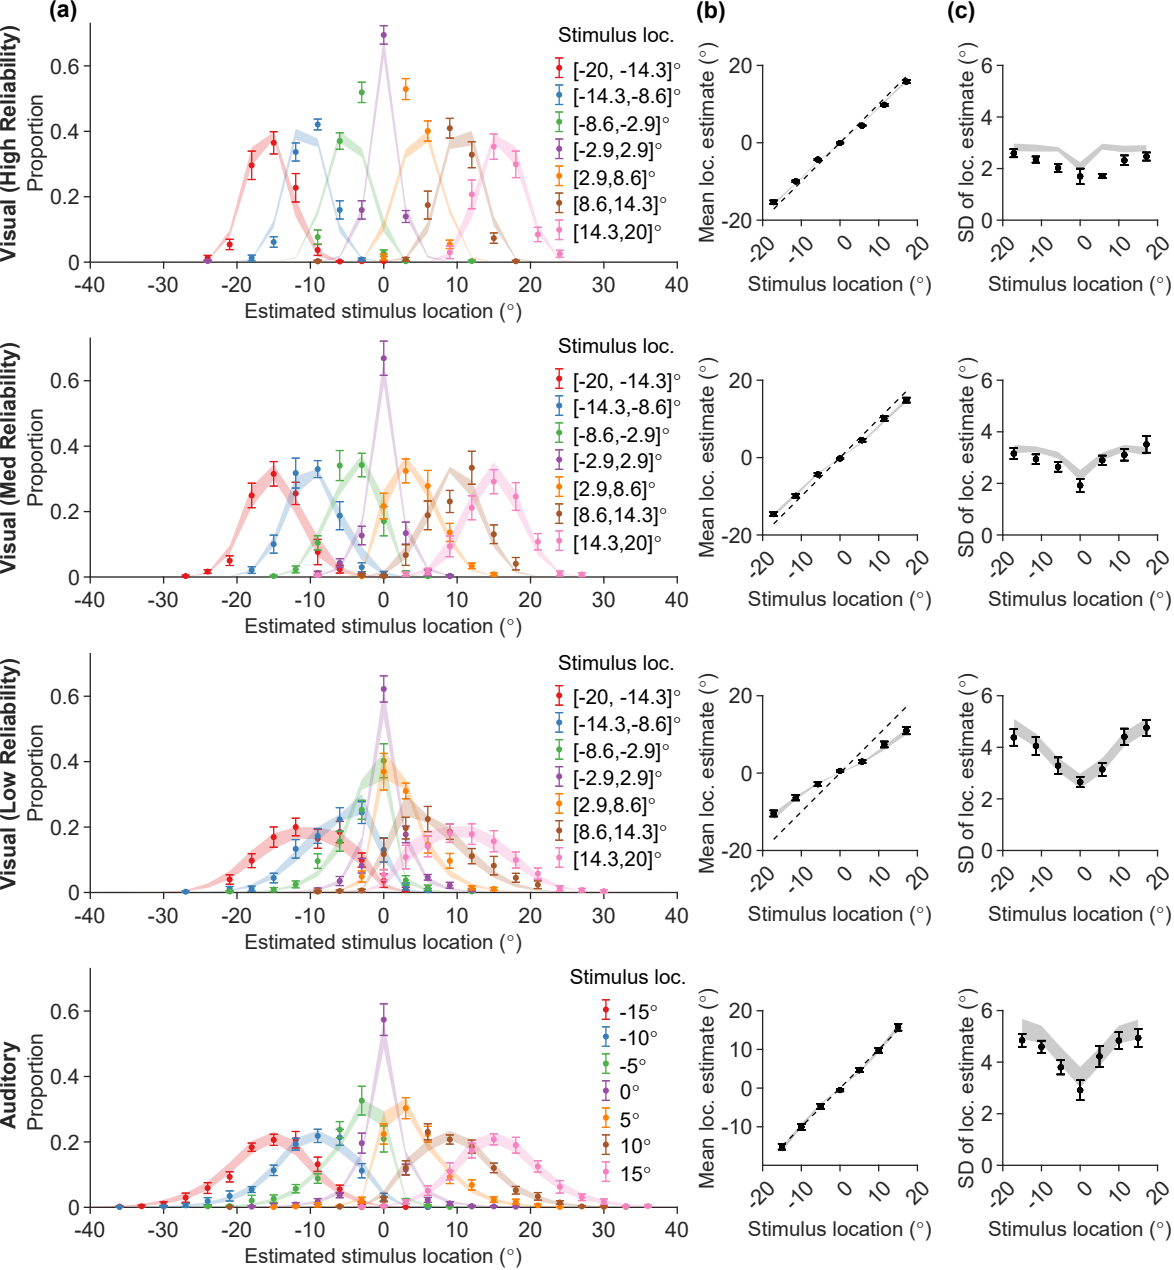 (a)
(b)
(c)
Visual (High Reliability)
Proportion
0.6
0.4
0.2
0
-40 -30 -20 -10 0 10 20 30 40
Estimated stimulus location (°)
Stimulus loc.
[-20, -14.3]°
[-14.3,-8.6]°
[-8.6,-2.9]°
[-2.9,2.9]°
[2.9,8.6]°
[8.6,14.3]°
[14.3,20]°
Mean loc. estimate (°)
20
0
-20
-20 -10 0 10 20
Stimulus location (°)
SD of loc. estimate (°)
6
4
2
0
-20 -10 0 10 20
Stimulus location (°)
Visual (Med Reliability)
Proportion
0.6
0.4
0.2
0
-40 -30 -20 -10 0 10 20 30 40
Estimated stimulus location (°)
Stimulus loc.
[-20, -14.3]°
[-14.3,-8.6]°
[-8.6,-2.9]°
[-2.9,2.9]°
[2.9,8.6]°
[8.6,14.3]°
[14.3,20]°
Mean loc. estimate (°)
20
0
-20
-20 -10 0 10 20
Stimulus location (°)
SD of loc. estimate (°)
6
4
2
0
-20 -10 0 10 20
Stimulus location (°)
Visual (Low Reliability)
Proportion
0.6
0.4
0.2
0
-40 -30 -20 -10 0 10 20 30 40
Estimated stimulus location (°)
Stimulus loc.
[-20, -14.3]°
[-14.3,-8.6]°
[-8.6,-2.9]°
[-2.9,2.9]°
[2.9,8.6]°
[8.6,14.3]°
[14.3,20]°
Mean loc. estimate (°)
20
0
-20
-20 -10 0 10 20
Stimulus location (°)
SD of loc. estimate (°)
6
4
2
0
-20 -10 0 10 20
Stimulus location (°)
Auditory
Proportion
0.6
0.4
0.2
0
-40 -30 -20 -10 0 10 20 30 40
Estimated stimulus location (°)
Stimulus loc.
-15°
-10°
-5°
0°
5°
10°
15°
Mean loc. estimate (°)
20
10
0
-10
-20 -10 0 10 20
Stimulus location (°)
SD of loc. estimate (°)
6
4
2
0
-20 -10 0 10 20
Stimulus location (°)